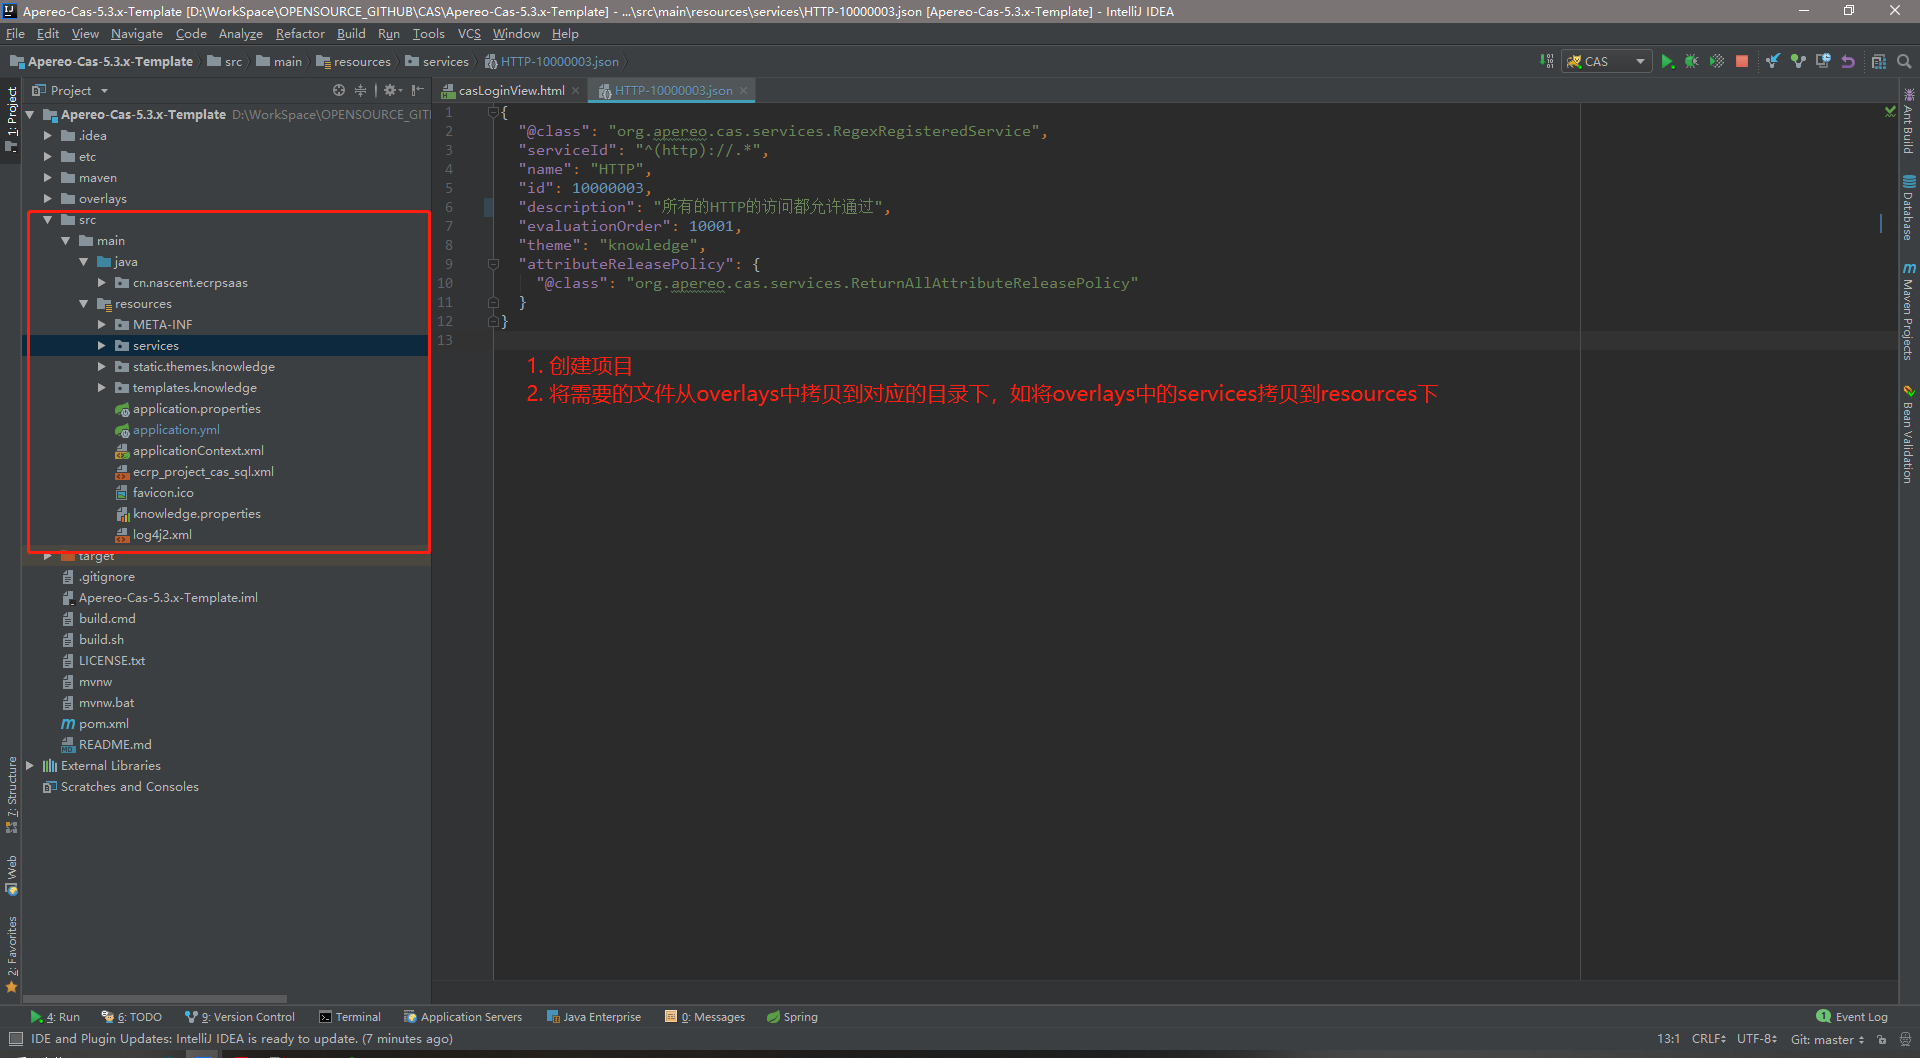 Apereo-Cas-5.3.x-Template [D:\WorkSpace\OPENSOURCE_GITHUB\CAS\Apereo-Cas-5.3.x-Template] - ...\src\main\resources\services\HTTP-10000003.json [Apereo-Cas-5.3.x-Template] - IntelliJ IDEA
File Edit View Navigate Code Analyze Refactor Build Run Tools VCS Window Help
Apereo-Cas-5.3.x-Template src main resources services HTTP-10000003.json
CAS
Project
casLoginView.html
HTTP-10000003.json
Apereo-Cas-5.3.x-Template D:\WorkSpace\OPENSOURCE_GIT
.idea
etc
maven
overlays
src
main
java
cn.nascent.ecrpsaas
resources
META-INF
services
static.themes.knowledge
templates.knowledge
application.properties
application.yml
applicationContext.xml
ecrp_project_cas_sql.xml
favicon.ico
knowledge.properties
log4j2.xml
target
.gitignore
Apereo-Cas-5.3.x-Template.iml
build.cmd
build.sh
LICENSE.txt
mvnw
mvnw.bat
pom.xml
README.md
External Libraries
Scratches and Consoles
1 {
2 "@class": "org.apereo.cas.services.RegexRegisteredService",
3 "serviceId": "^(http)://.*",
4 "name": "HTTP",
5 "id": 10000003,
6 "description": "所有的HTTP的访问都允许通过",
7 "evaluationOrder": 10001,
8 "theme": "knowledge",
9 "attributeReleasePolicy": {
10 "@class": "org.apereo.cas.services.ReturnAllAttributeReleasePolicy"
11 }
12 }
13
1. 创建项目
2. 将需要的文件从overlays中拷贝到对应的目录下，如将overlays中的services拷贝到resources下
1: Project
7: Structure
Web
2: Favorites
Ant Build
Database
Maven Projects
Bean Validation
4: Run 6: TODO 9: Version Control Terminal Application Servers Java Enterprise 0: Messages Spring 1 Event Log
IDE and Plugin Updates: IntelliJ IDEA is ready to update. (7 minutes ago) 13:1 CRLF UTF-8 Git: master